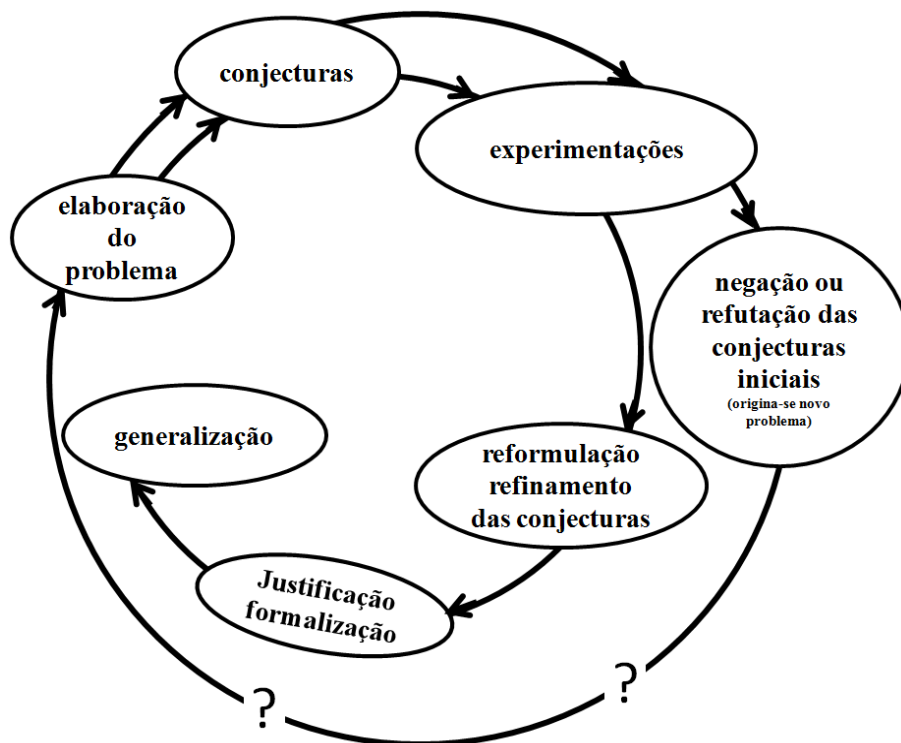 conjecturas
experimentações
elaboração
do
problema
negação ou
refutação das
conjecturas
iniciais
(origina-se novo
problema)
generalização
reformulação
refinamento
das conjecturas
Justificação
formalização
?
?